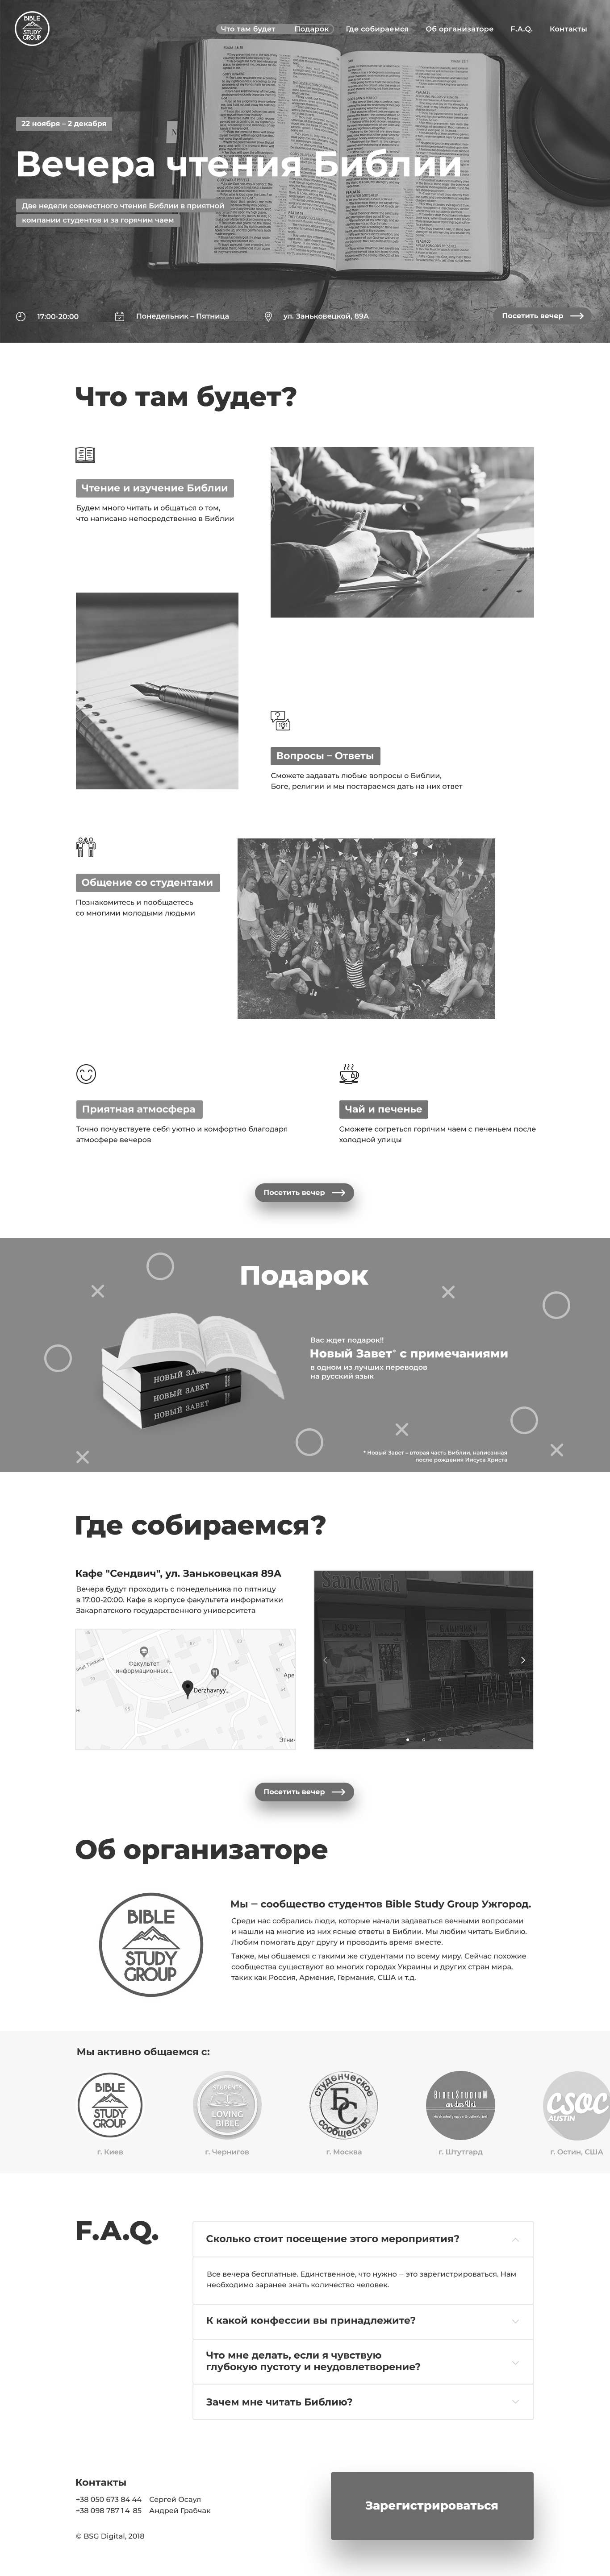 BIBLE
STUDY
GROUP
Что там будет
Подарок
Где собираемся
Об организаторе
F.A.Q.
Контакты
22 ноября – 2 декабря
Вечера чтения Библии
Две недели совместного чтения Библии в приятной
компании студентов и за горячим чаем
17:00-20:00
Понедельник – Пятница
ул. Заньковецкой, 89А
Посетить вечер
Что там будет?
Чтение и изучение Библии
Будем много читать и общаться о том,
что написано непосредственно в Библии
Вопросы – Ответы
Сможете задавать любые вопросы о Библии,
Боге, религии и мы постараемся дать на них ответ
Общение со студентами
Познакомитесь и пообщаетесь
со многими молодыми людьми
Приятная атмосфера
Точно почувствуете себя уютно и комфортно благодаря
атмосфере вечеров
Чай и печенье
Сможете согреться горячим чаем с печеньем после
холодной улицы
Посетить вечер
Подарок
НОВЫЙ ЗАВЕТ
НОВЫЙ ЗАВЕТ
НОВЫЙ ЗАВЕТ
Вас ждет подарок!!
Новый Завет* с примечаниями
в одном из лучших переводов
на русский язык
* Новый Завет – вторая часть Библии, написанная
после рождения Иисуса Христа
Где собираемся?
Кафе "Сендвич", ул. Заньковецкая 89А
Вечера будут проходить с понедельника по пятницу
в 17:00-20:00. Кафе в корпусе факультета информатики
Закарпатского государственного университета
Факультет
информационных...
Derzhavnyy...
Аре
Этнич
Sandwich
Посетить вечер
Об организаторе
BIBLE
STUDY
GROUP
Мы – сообщество студентов Bible Study Group Ужгород.
Среди нас собрались люди, которые начали задаваться вечными вопросами
и нашли на многие из них ясные ответы в Библии. Мы любим читать Библию.
Любим помогать друг другу и проводить время вместе.
Также, мы общаемся с такими же студентами по всему миру. Сейчас похожие
сообщества существуют во многих городах Украины и других стран мира,
таких как Россия, Армения, Германия, США и т.д.
Мы активно общаемся с:
BIBLE
STUDY
GROUP
STUDENTS
LOVING
BIBLE
студенческое
БС
сообщество
BIBELSTUDIUM
an der Uni
CSOC
AUSTIN
г. Киев
г. Чернигов
г. Москва
г. Штутгард
г. Остин, США
F.A.Q.
Сколько стоит посещение этого мероприятия?
Все вечера бесплатные. Единственное, что нужно – это зарегистрироваться. Нам
необходимо заранее знать количество человек.
К какой конфессии вы принадлежите?
Что мне делать, если я чувствую
глубокую пустоту и неудовлетворение?
Зачем мне читать Библию?
Контакты
+38 050 673 84 44 Сергей Осаул
+38 098 787 14 85 Андрей Грабчак
© BSG Digital, 2018
Зарегистрироваться